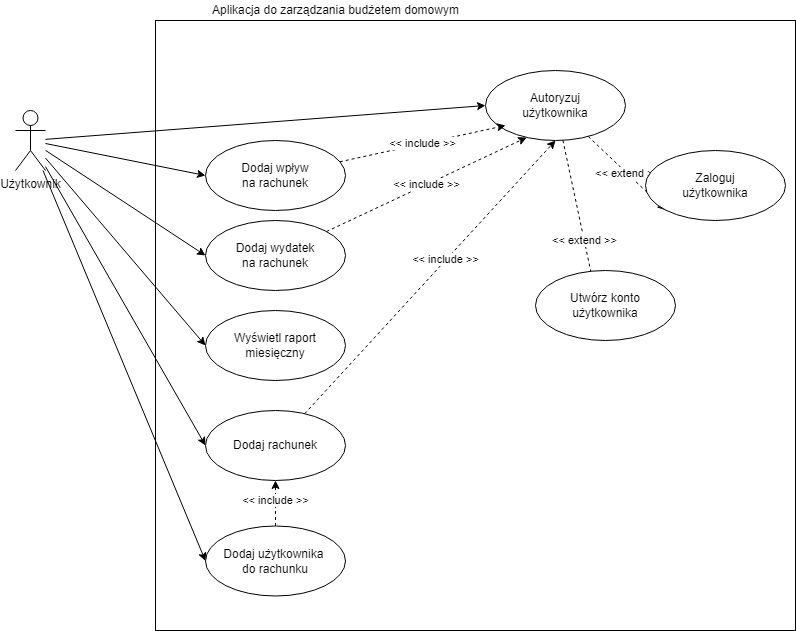 Aplikacja do zarządzania budżetem domowym
Autoryzuj
użytkownika
<< include >>
Dodaj wpływ
na rachunek
<< extend
Zaloguj
użytkownika
Użytkownik
<< include >>
Dodaj wydatek
na rachunek
<< extend >>
<< include >>
Utwórz konto
użytkownika
Wyświetl raport
miesięczny
Dodaj rachunek
<< include >>
Dodaj użytkownika
do rachunku